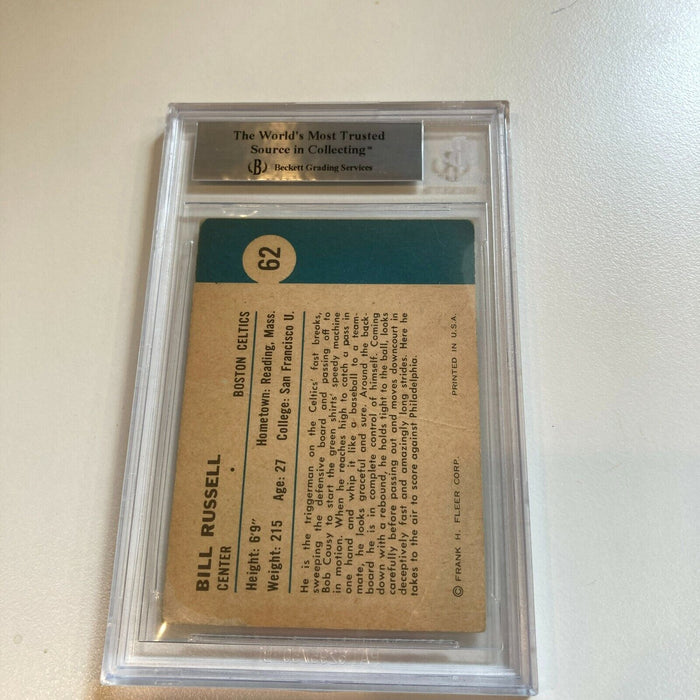 The World's Most Trusted
Source in Collecting™
B Beckett Grading Services
62
BILL RUSSELL
CENTER
BOSTON CELTICS
Height: 6'9" Hometown: Reading, Mass.
Weight: 215 Age: 27 College: San Francisco U.
He is the triggerman on the Celtics' fast breaks,
sweeping the defensive board and passing off to
Bob Cousy to start the green shirts' speedy machine
in motion. When he reaches high to catch a pass in
one hand and whip it like a baseball to a team-
mate, he looks graceful and sure. Around the back-
board he is in complete control of himself. Coming
down with a rebound, he holds tight to the ball, looks
carefully before passing out and moves downcourt in
deceptively fast and amazingly long strides. Here he
takes to the air to score against Philadelphia.
© FRANK H. FLEER CORP. PRINTED IN U.S.A.